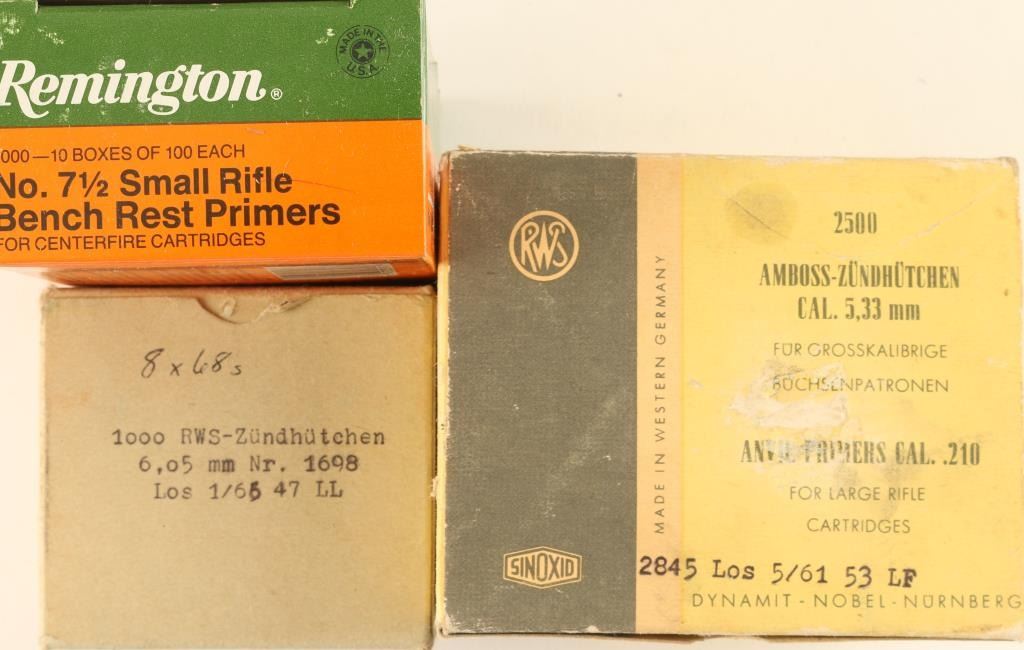 Remington®
MADE IN THE U.S.A.
000—10 BOXES OF 100 EACH
No. 7½ Small Rifle
Bench Rest Primers
FOR CENTERFIRE CARTRIDGES
8 x 68s
1000 RWS-Zündhütchen
6,05 mm Nr. 1698
Los 1/65 47 LL
RWS
SINOXID
MADE IN WESTERN GERMANY
2500
AMBOSS-ZÜNDHÜTCHEN
CAL. 5,33 mm
FÜR GROSSKALIBRIGE
BÜCHSENPATRONEN
ANVIL PRIMERS CAL. .210
FOR LARGE RIFLE
CARTRIDGES
2845 Los 5/61 53 LF
DYNAMIT-NOBEL-NÜRNBERG